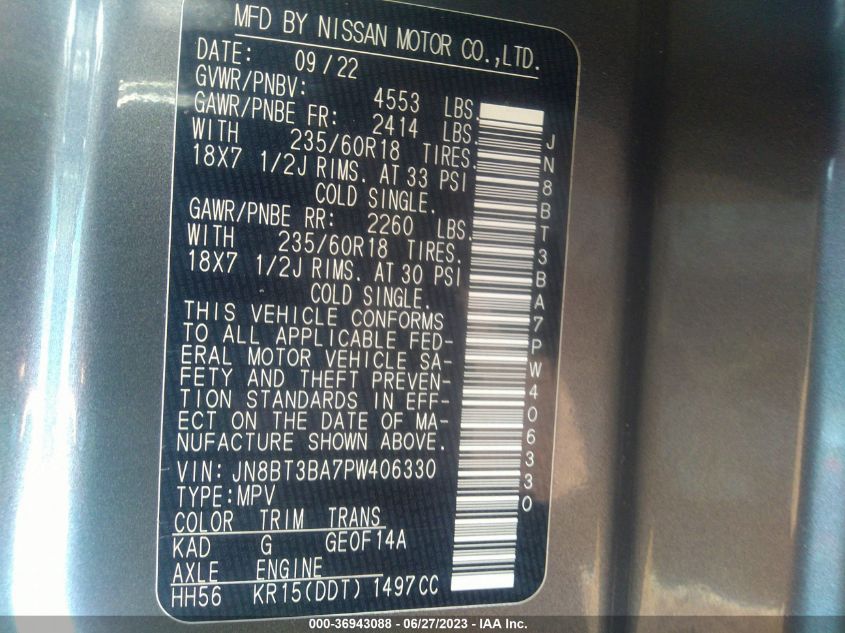 MFD BY NISSAN MOTOR CO.,LTD.
DATE: 09/22
GVWR/PNBV: 4553 LBS.
GAWR/PNBE FR: 2414 LBS.
WITH 235/60R18 TIRES.
18X7 1/2J RIMS. AT 33 PSI
COLD SINGLE.
GAWR/PNBE RR: 2260 LBS.
WITH 235/60R18 TIRES.
18X7 1/2J RIMS. AT 30 PSI
COLD SINGLE.
THIS VEHICLE CONFORMS
TO ALL APPLICABLE FED-
ERAL MOTOR VEHICLE SA-
FETY AND THEFT PREVEN-
TION STANDARDS IN EFF-
ECT ON THE DATE OF MA-
NUFACTURE SHOWN ABOVE.
VIN: JN8BT3BA7PW406330
TYPE:MPV
COLOR TRIM TRANS
KAD G GE0F14A
AXLE ENGINE
HH56 KR15(DDT) 1497CC
JN8BT3BA7PW406330
000-36943088 - 06/27/2023 - IAA Inc.